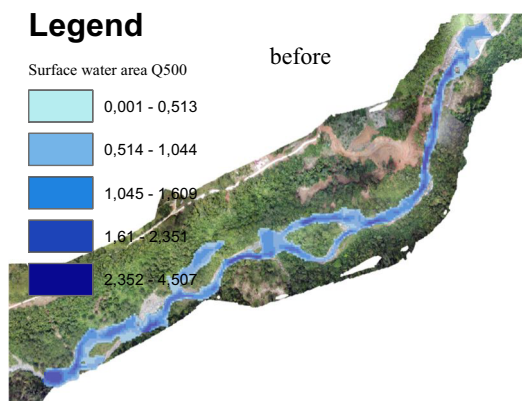 Legend
before
Surface water area Q500
0,001 - 0,513
0,514 - 1,044
1,045 - 1,609
1,61 - 2,351
2,352 - 4,507